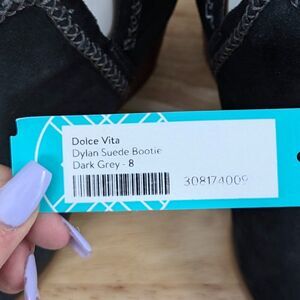 Dolce Vita
Dylan Suede Bootie
Dark Grey - 8
308174009